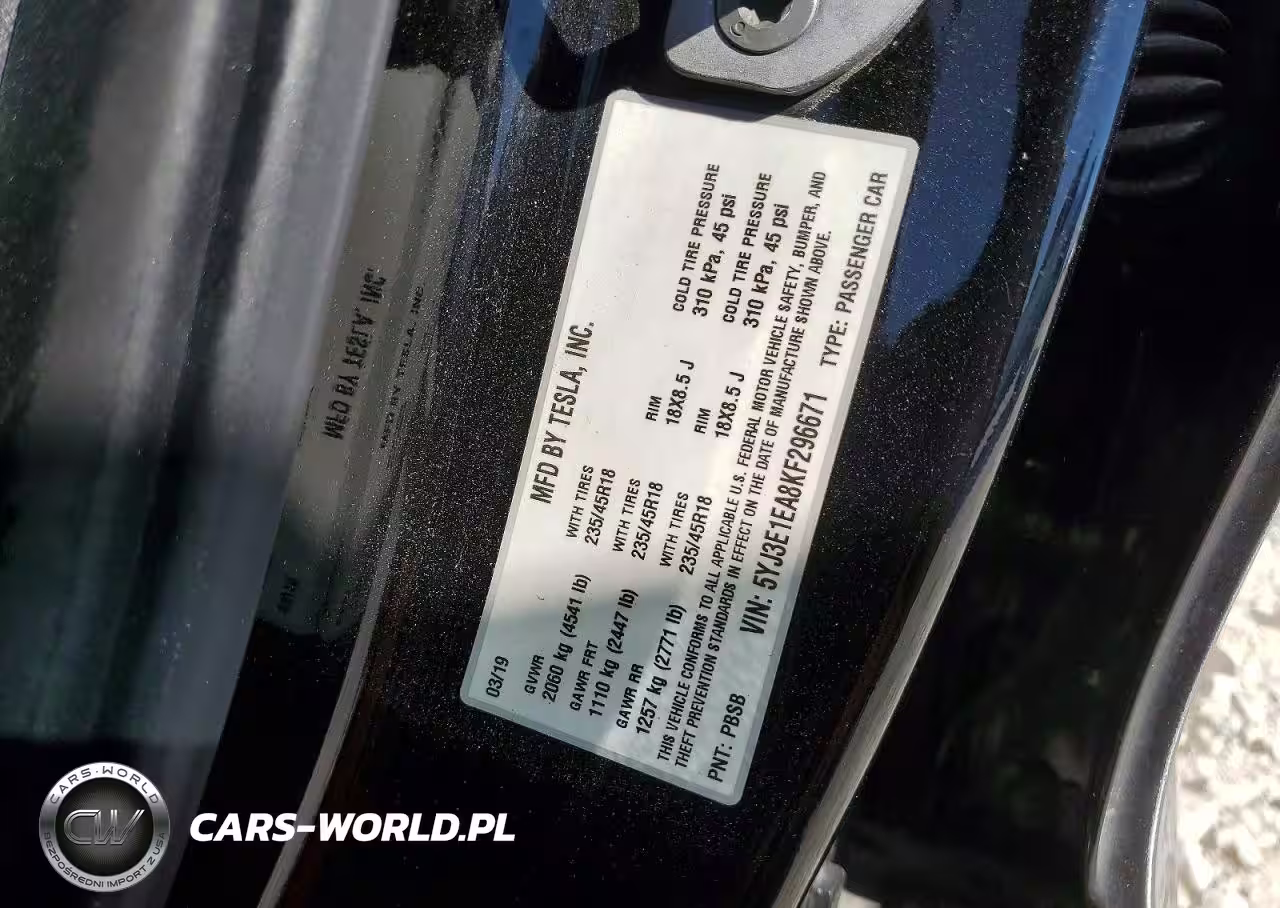 MFD BY TESLA, INC.
03/19
GVWR
2060 kg (4541 lb)
WITH TIRES
235/45R18
GAWR FRT
1110 kg (2447 lb)
WITH TIRES
235/45R18
RIM
18X8.5 J
COLD TIRE PRESSURE
310 kPa, 45 psi
GAWR RR
1257 kg (2771 lb)
WITH TIRES
235/45R18
RIM
18X8.5 J
COLD TIRE PRESSURE
310 kPa, 45 psi
THIS VEHICLE CONFORMS TO ALL APPLICABLE U.S. FEDERAL MOTOR VEHICLE SAFETY, BUMPER, AND
THEFT PREVENTION STANDARDS IN EFFECT ON THE DATE OF MANUFACTURE SHOWN ABOVE.
PNT: PBSB VIN: 5YJ3E1EA8KF296671 TYPE: PASSENGER CAR
CARS-WORLD
CW
BEZPOŚREDNI IMPORT Z USA
CARS-WORLD.PL